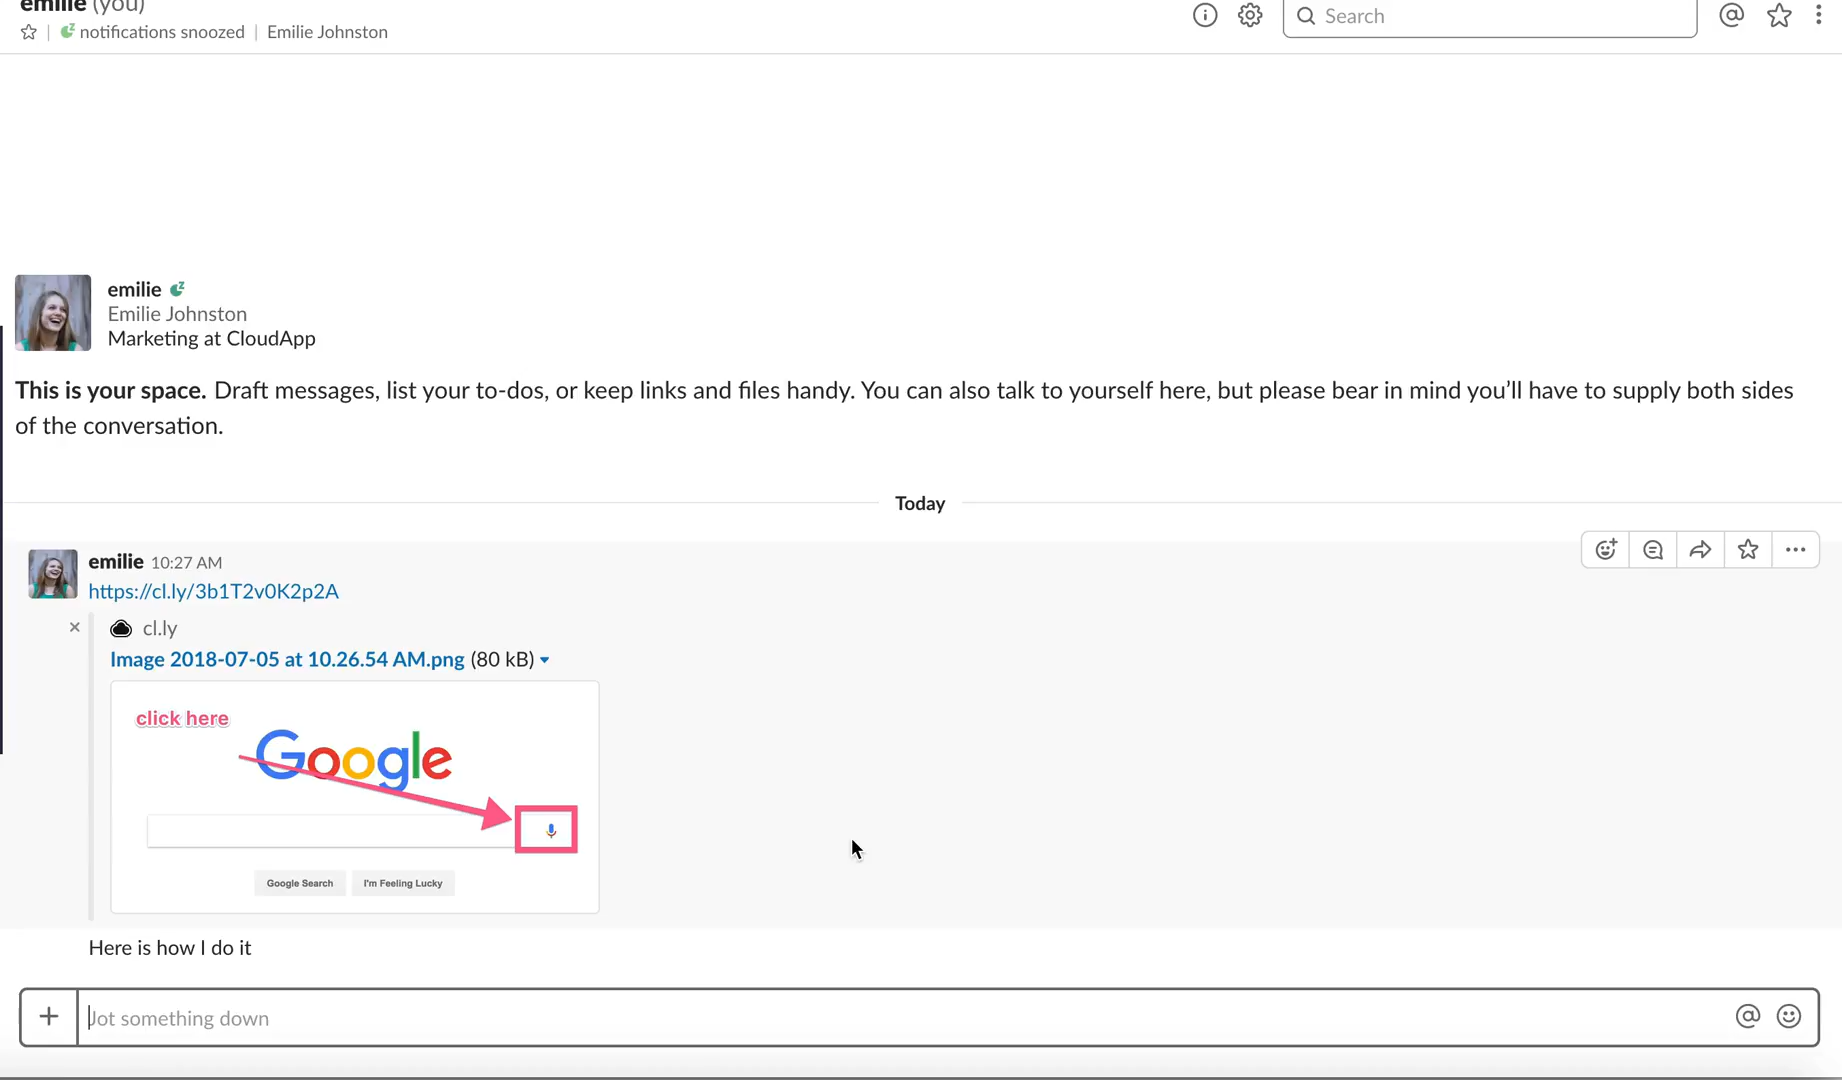 emilie (you)
notifications snoozed | Emilie Johnston
Search
emilie
Emilie Johnston
Marketing at CloudApp
This is your space. Draft messages, list your to-dos, or keep links and files handy. You can also talk to yourself here, but please bear in mind you’ll have to supply both sides
of the conversation.
Today
emilie 10:27 AM
https://cl.ly/3b1T2v0K2p2A
cl.ly
Image 2018-07-05 at 10.26.54 AM.png (80 kB)
click here
Google
Google Search
I'm Feeling Lucky
Here is how I do it
Jot something down